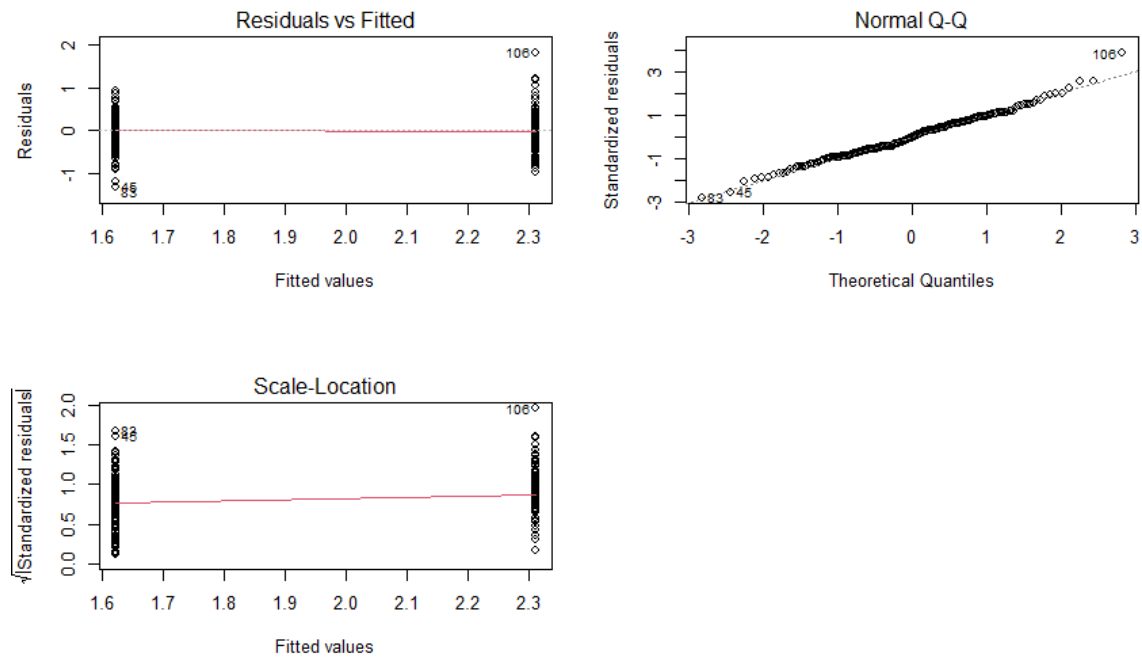 Residuals vs Fitted
Residuals
2
1
0
-1
106
45
83
1.6 1.7 1.8 1.9 2.0 2.1 2.2 2.3
Fitted values
Normal Q-Q
Standardized residuals
3
1
-1
-3
106
83
45
-3 -2 -1 0 1 2 3
Theoretical Quantiles
Scale-Location
√|Standardized residuals|
2.0
1.5
1.0
0.5
0.0
83
45
106
1.6 1.7 1.8 1.9 2.0 2.1 2.2 2.3
Fitted values